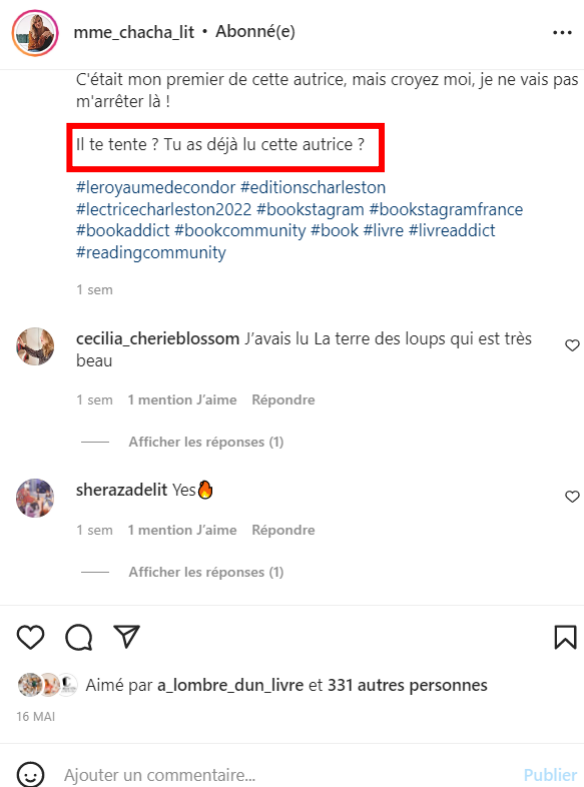 mme_chacha_lit • Abonné(e)
C'était mon premier de cette autrice, mais croyez moi, je ne vais pas
m'arrêter là !
Il te tente ? Tu as déjà lu cette autrice ?
#leroyaumedecondor #editionscharleston
#lectricecharleston2022 #bookstagram #bookstagramfrance
#bookaddict #bookcommunity #book #livre #livreaddict
#readingcommunity
1 sem
cecilia_cherieblossom J'avais lu La terre des loups qui est très
beau
1 sem 1 mention J'aime Répondre
Afficher les réponses (1)
sherazadelit Yes🔥
1 sem 1 mention J'aime Répondre
Afficher les réponses (1)
Aimé par a_lombre_dun_livre et 331 autres personnes
16 MAI
Ajouter un commentaire... Publier